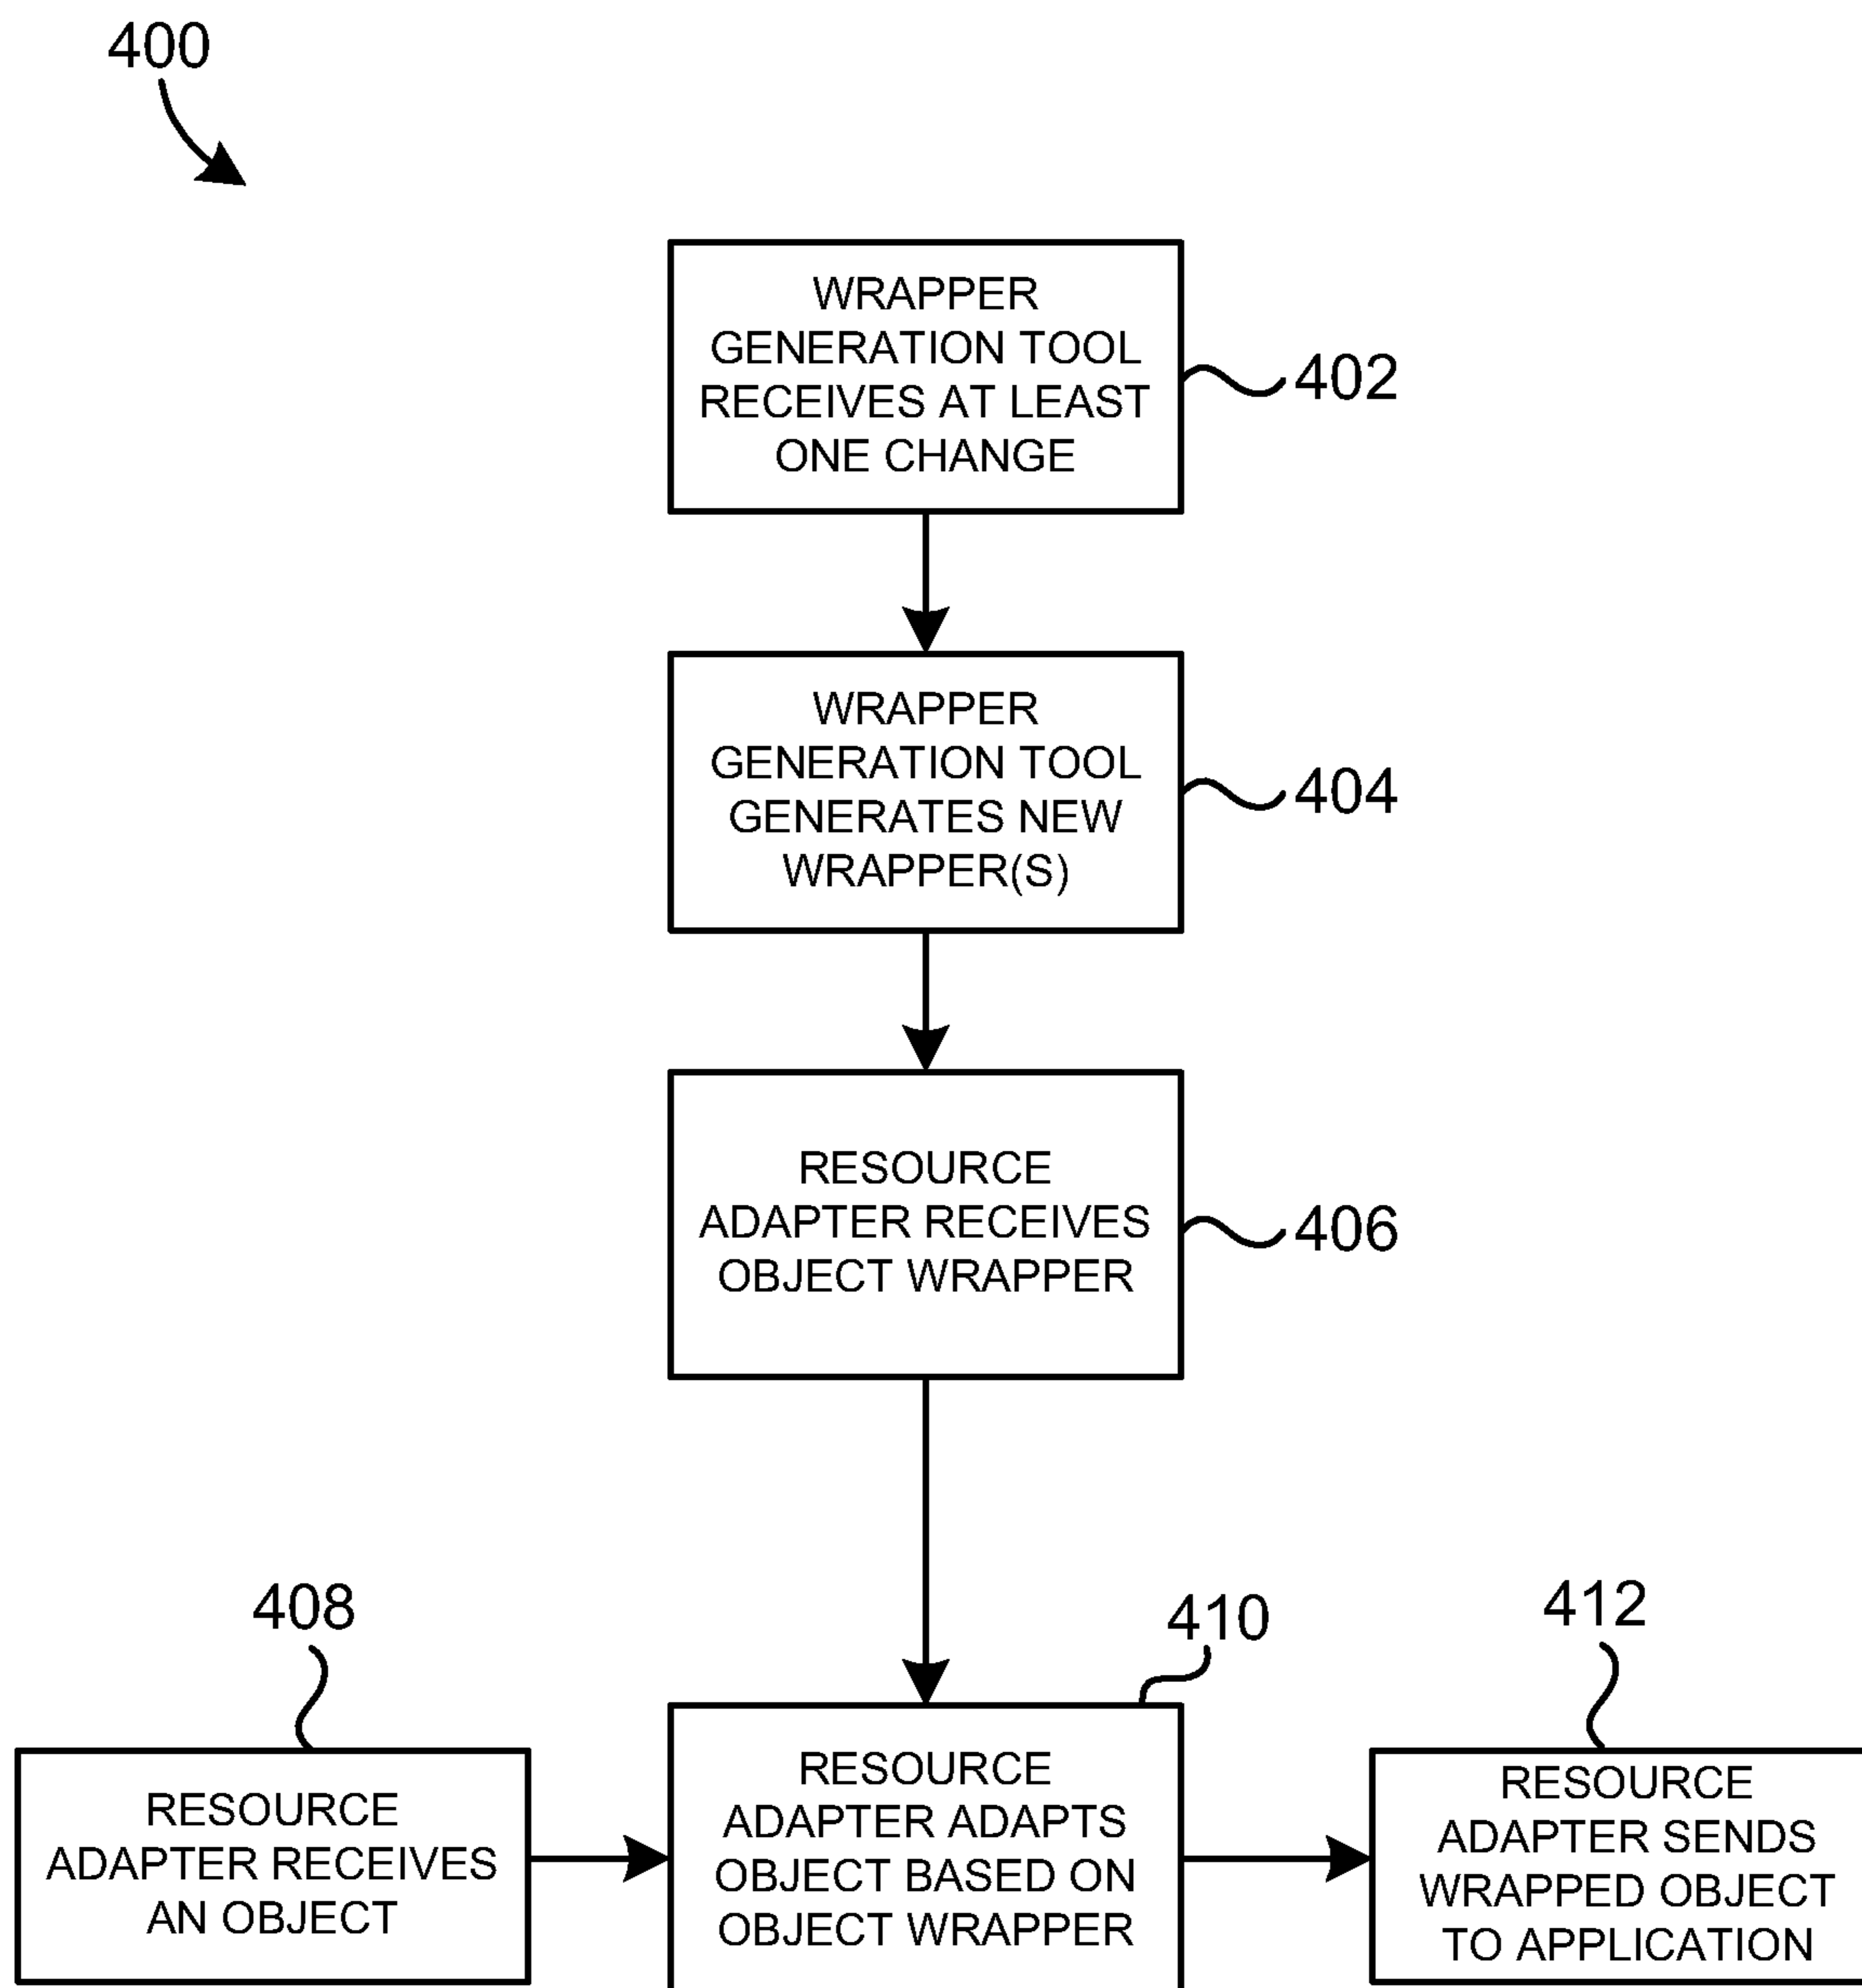 400
WRAPPER
GENERATION TOOL
RECEIVES AT LEAST
ONE CHANGE
402
WRAPPER
GENERATION TOOL
GENERATES NEW
WRAPPER(S)
404
RESOURCE
ADAPTER RECEIVES
OBJECT WRAPPER
406
408
RESOURCE
ADAPTER RECEIVES
AN OBJECT
410
RESOURCE
ADAPTER ADAPTS
OBJECT BASED ON
OBJECT WRAPPER
412
RESOURCE
ADAPTER SENDS
WRAPPED OBJECT
TO APPLICATION